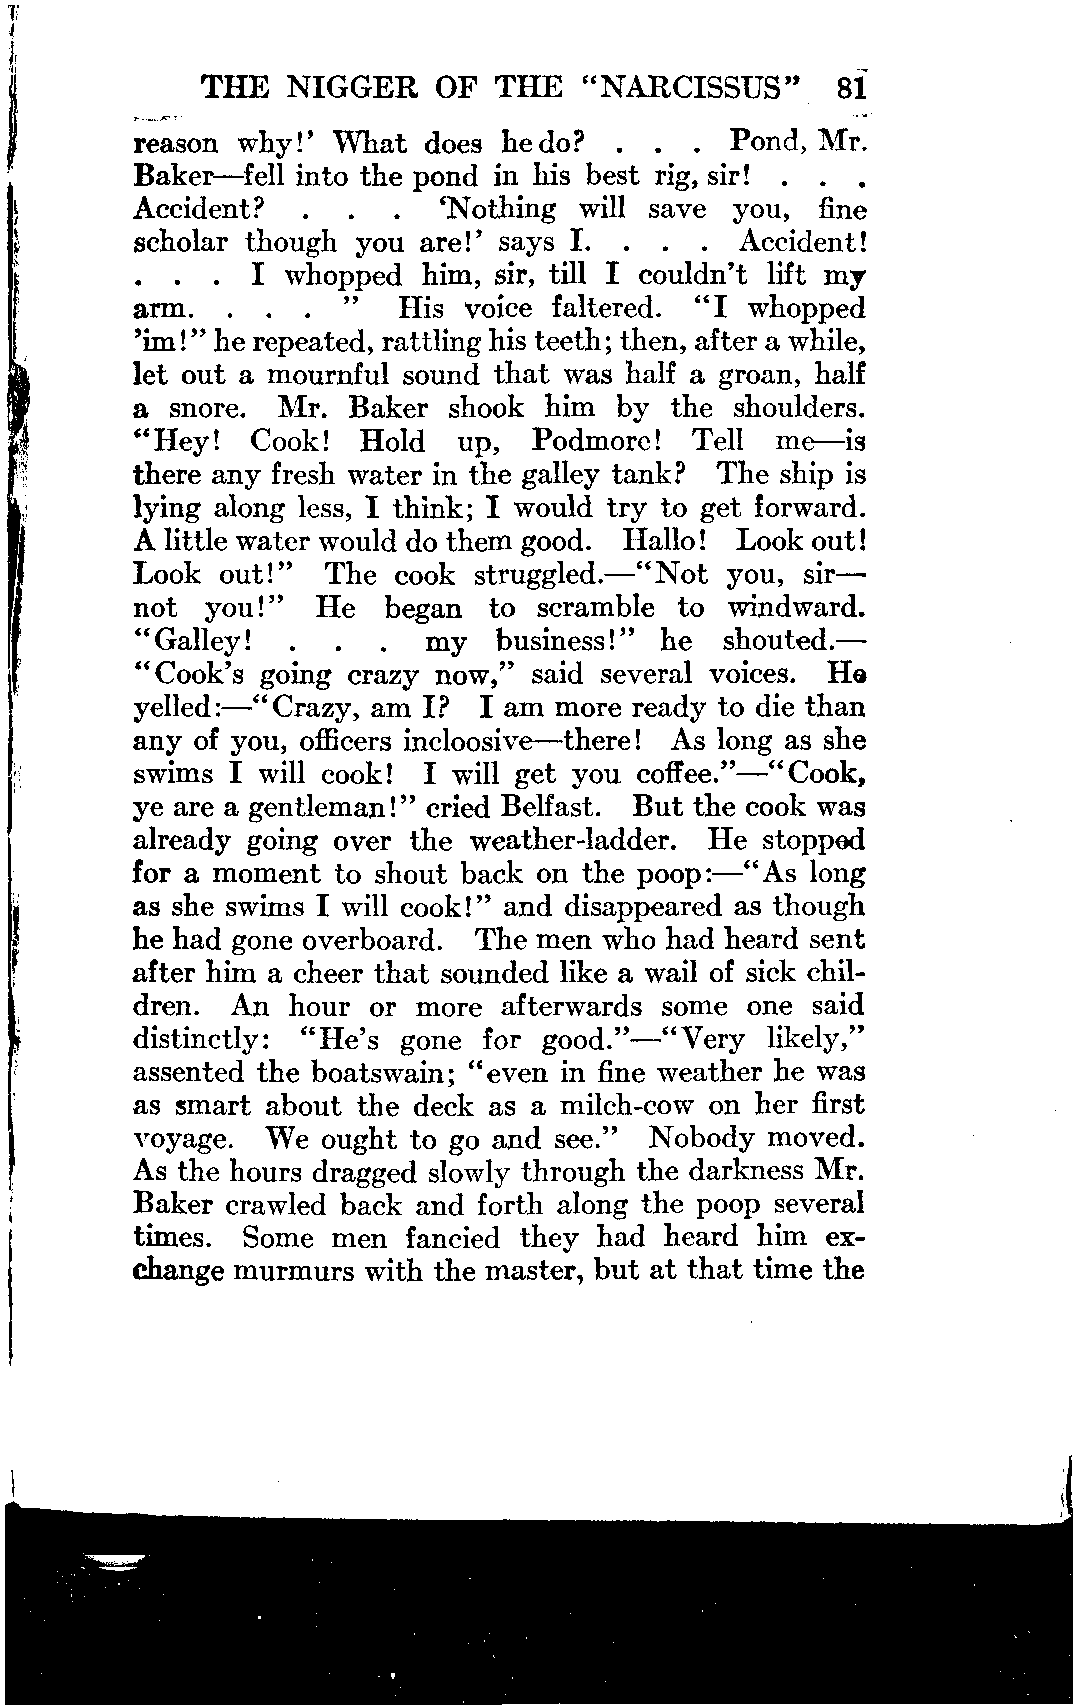 THE NIGGER OF THE “NARCISSUS” 81
reason why!’ What does he do? . . . Pond, Mr.
Baker—fell into the pond in his best rig, sir! . . .
Accident? . . . ‘Nothing will save you, fine
scholar though you are!’ says I. . . . Accident!
. . . I whopped him, sir, till I couldn’t lift my
arm. . . . ” His voice faltered. “I whopped
’im!” he repeated, rattling his teeth; then, after a while,
let out a mournful sound that was half a groan, half
a snore. Mr. Baker shook him by the shoulders.
“Hey! Cook! Hold up, Podmore! Tell me—is
there any fresh water in the galley tank? The ship is
lying along less, I think; I would try to get forward.
A little water would do them good. Hallo! Look out!
Look out!” The cook struggled.—“Not you, sir—
not you!” He began to scramble to windward.
“Galley! . . . my business!” he shouted.—
“Cook’s going crazy now,” said several voices. He
yelled:—“Crazy, am I? I am more ready to die than
any of you, officers incloosive—there! As long as she
swims I will cook! I will get you coffee.”—“Cook,
ye are a gentleman!” cried Belfast. But the cook was
already going over the weather-ladder. He stopped
for a moment to shout back on the poop:—“As long
as she swims I will cook!” and disappeared as though
he had gone overboard. The men who had heard sent
after him a cheer that sounded like a wail of sick chil-
dren. An hour or more afterwards some one said
distinctly: “He’s gone for good.”—“Very likely,”
assented the boatswain; “even in fine weather he was
as smart about the deck as a milch-cow on her first
voyage. We ought to go and see.” Nobody moved.
As the hours dragged slowly through the darkness Mr.
Baker crawled back and forth along the poop several
times. Some men fancied they had heard him ex-
change murmurs with the master, but at that time the